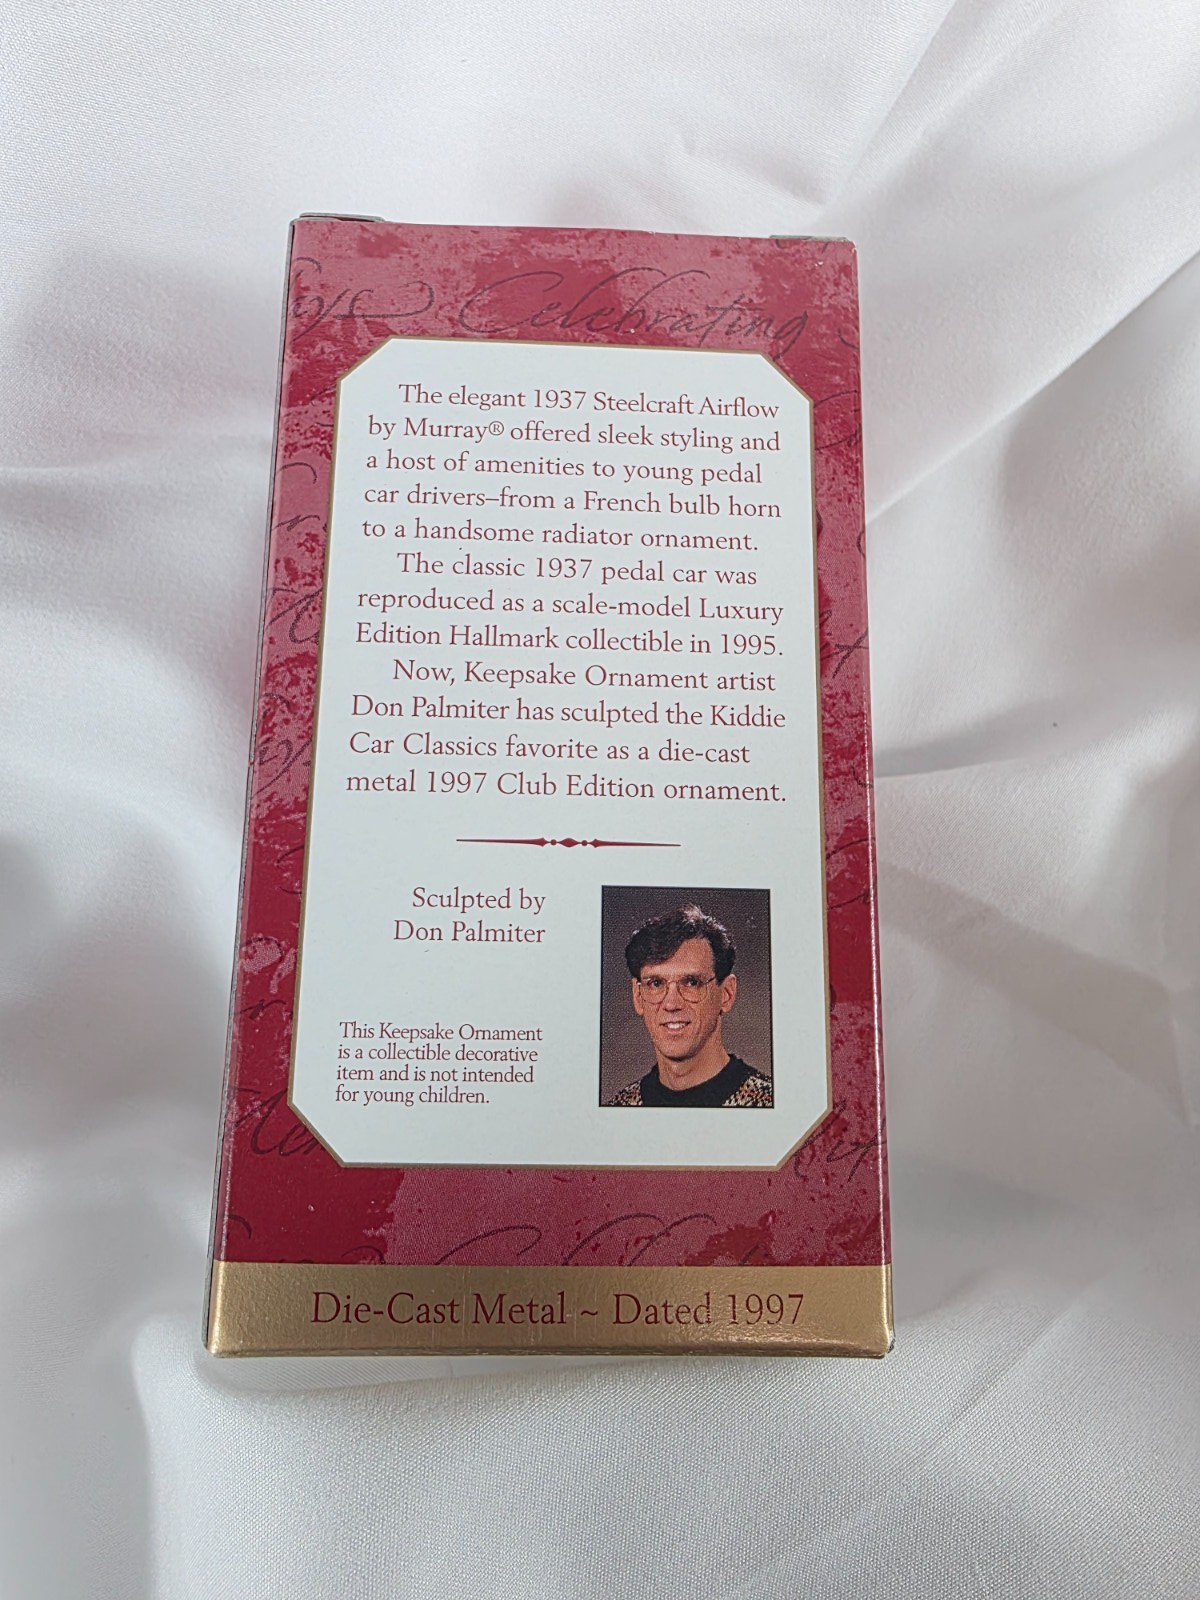 Celebrating
The elegant 1937 Steelcraft Airflow
by Murray® offered sleek styling and
a host of amenities to young pedal
car drivers–from a French bulb horn
to a handsome radiator ornament.
The classic 1937 pedal car was
reproduced as a scale-model Luxury
Edition Hallmark collectible in 1995.
Now, Keepsake Ornament artist
Don Palmiter has sculpted the Kiddie
Car Classics favorite as a die-cast
metal 1997 Club Edition ornament.
Sculpted by
Don Palmiter
This Keepsake Ornament
is a collectible decorative
item and is not intended
for young children.
Die-Cast Metal ~ Dated 1997